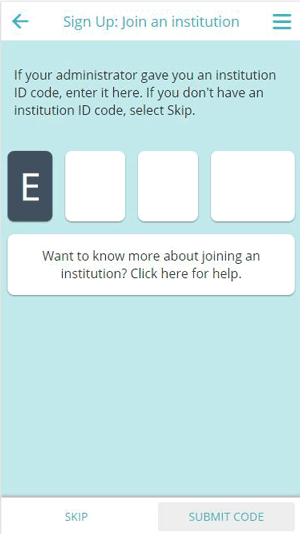 Sign Up: Join an institution
If your administrator gave you an institution
ID code, enter it here. If you don't have an
institution ID code, select Skip.
E
Want to know more about joining an
institution? Click here for help.
SKIP SUBMIT CODE